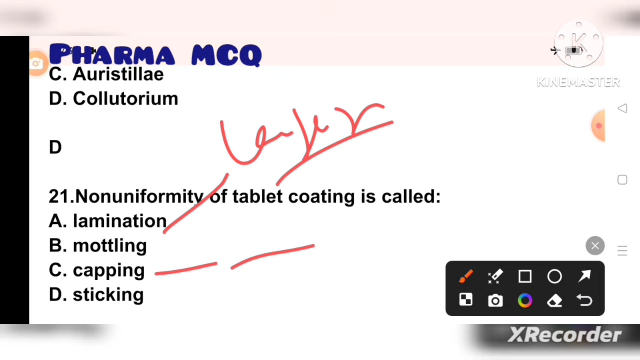 PHARMA MCQ
KINEMASTER
C. Auristillae
D. Collutorium
D
21.Nonuniformity of tablet coating is called:
A. lamination
B. mottling
C. capping
D. sticking
XRecorder